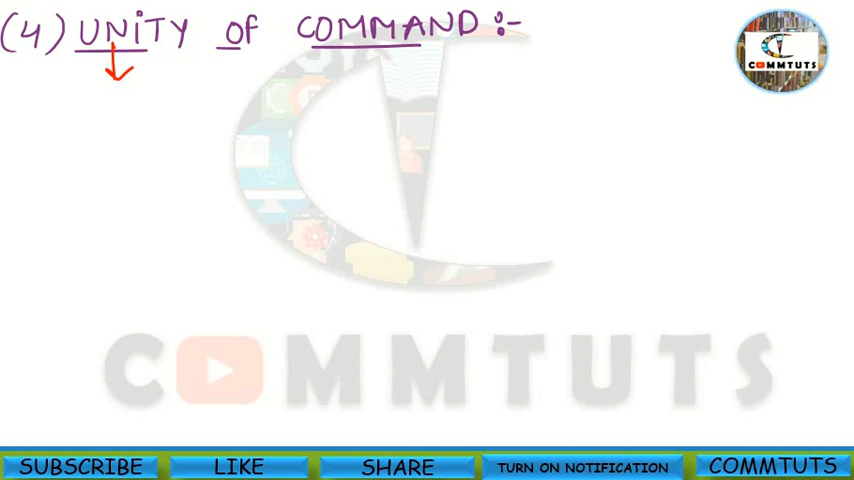 (4) UNiTY of COMMAND :-
COMMTUTS
COMMTUTS
SUBSCRIBE LIKE SHARE TURN ON NOTIFICATION COMMTUTS